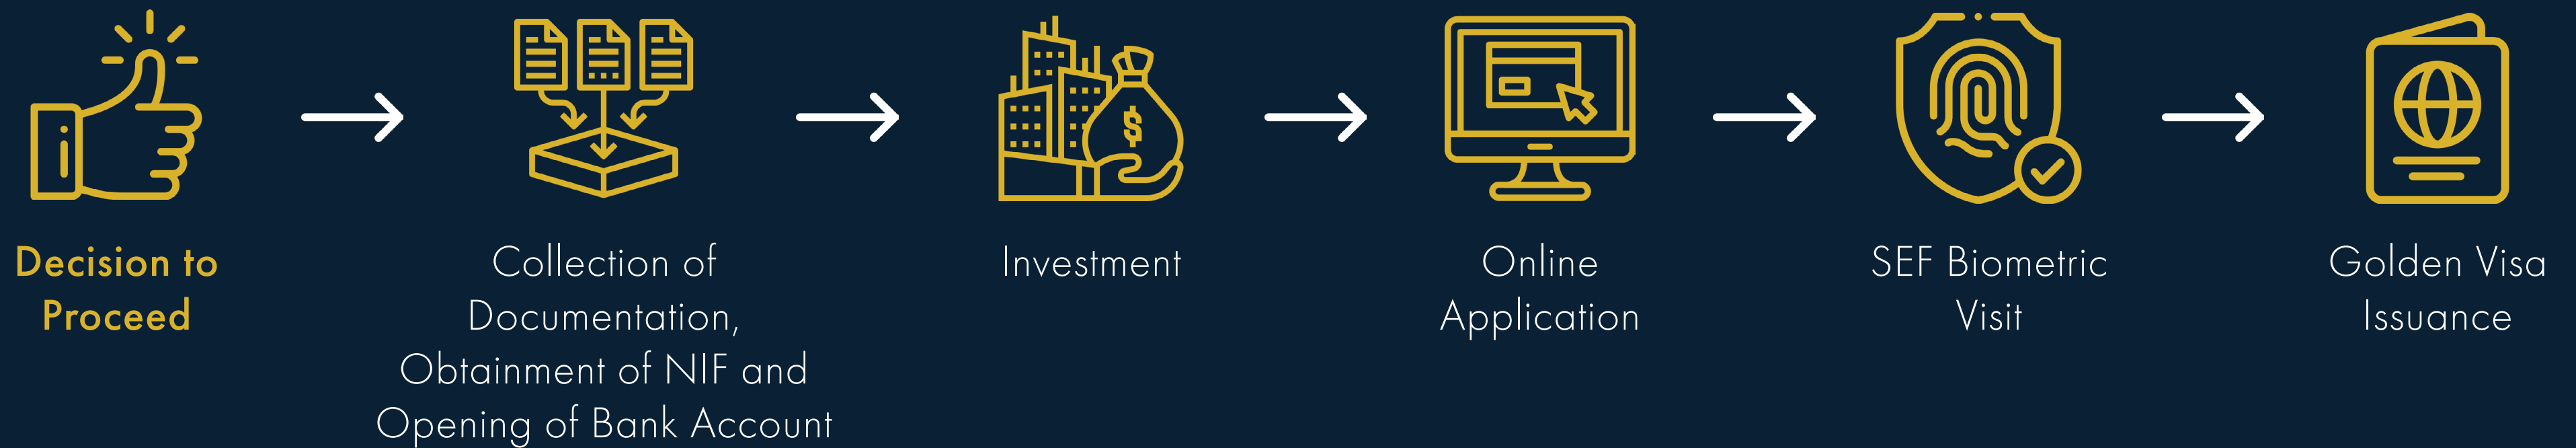 Decision to
Proceed
Collection of
Documentation,
Obtainment of NIF and
Opening of Bank Account
Investment
Online
Application
SEF Biometric
Visit
Golden Visa
Issuance